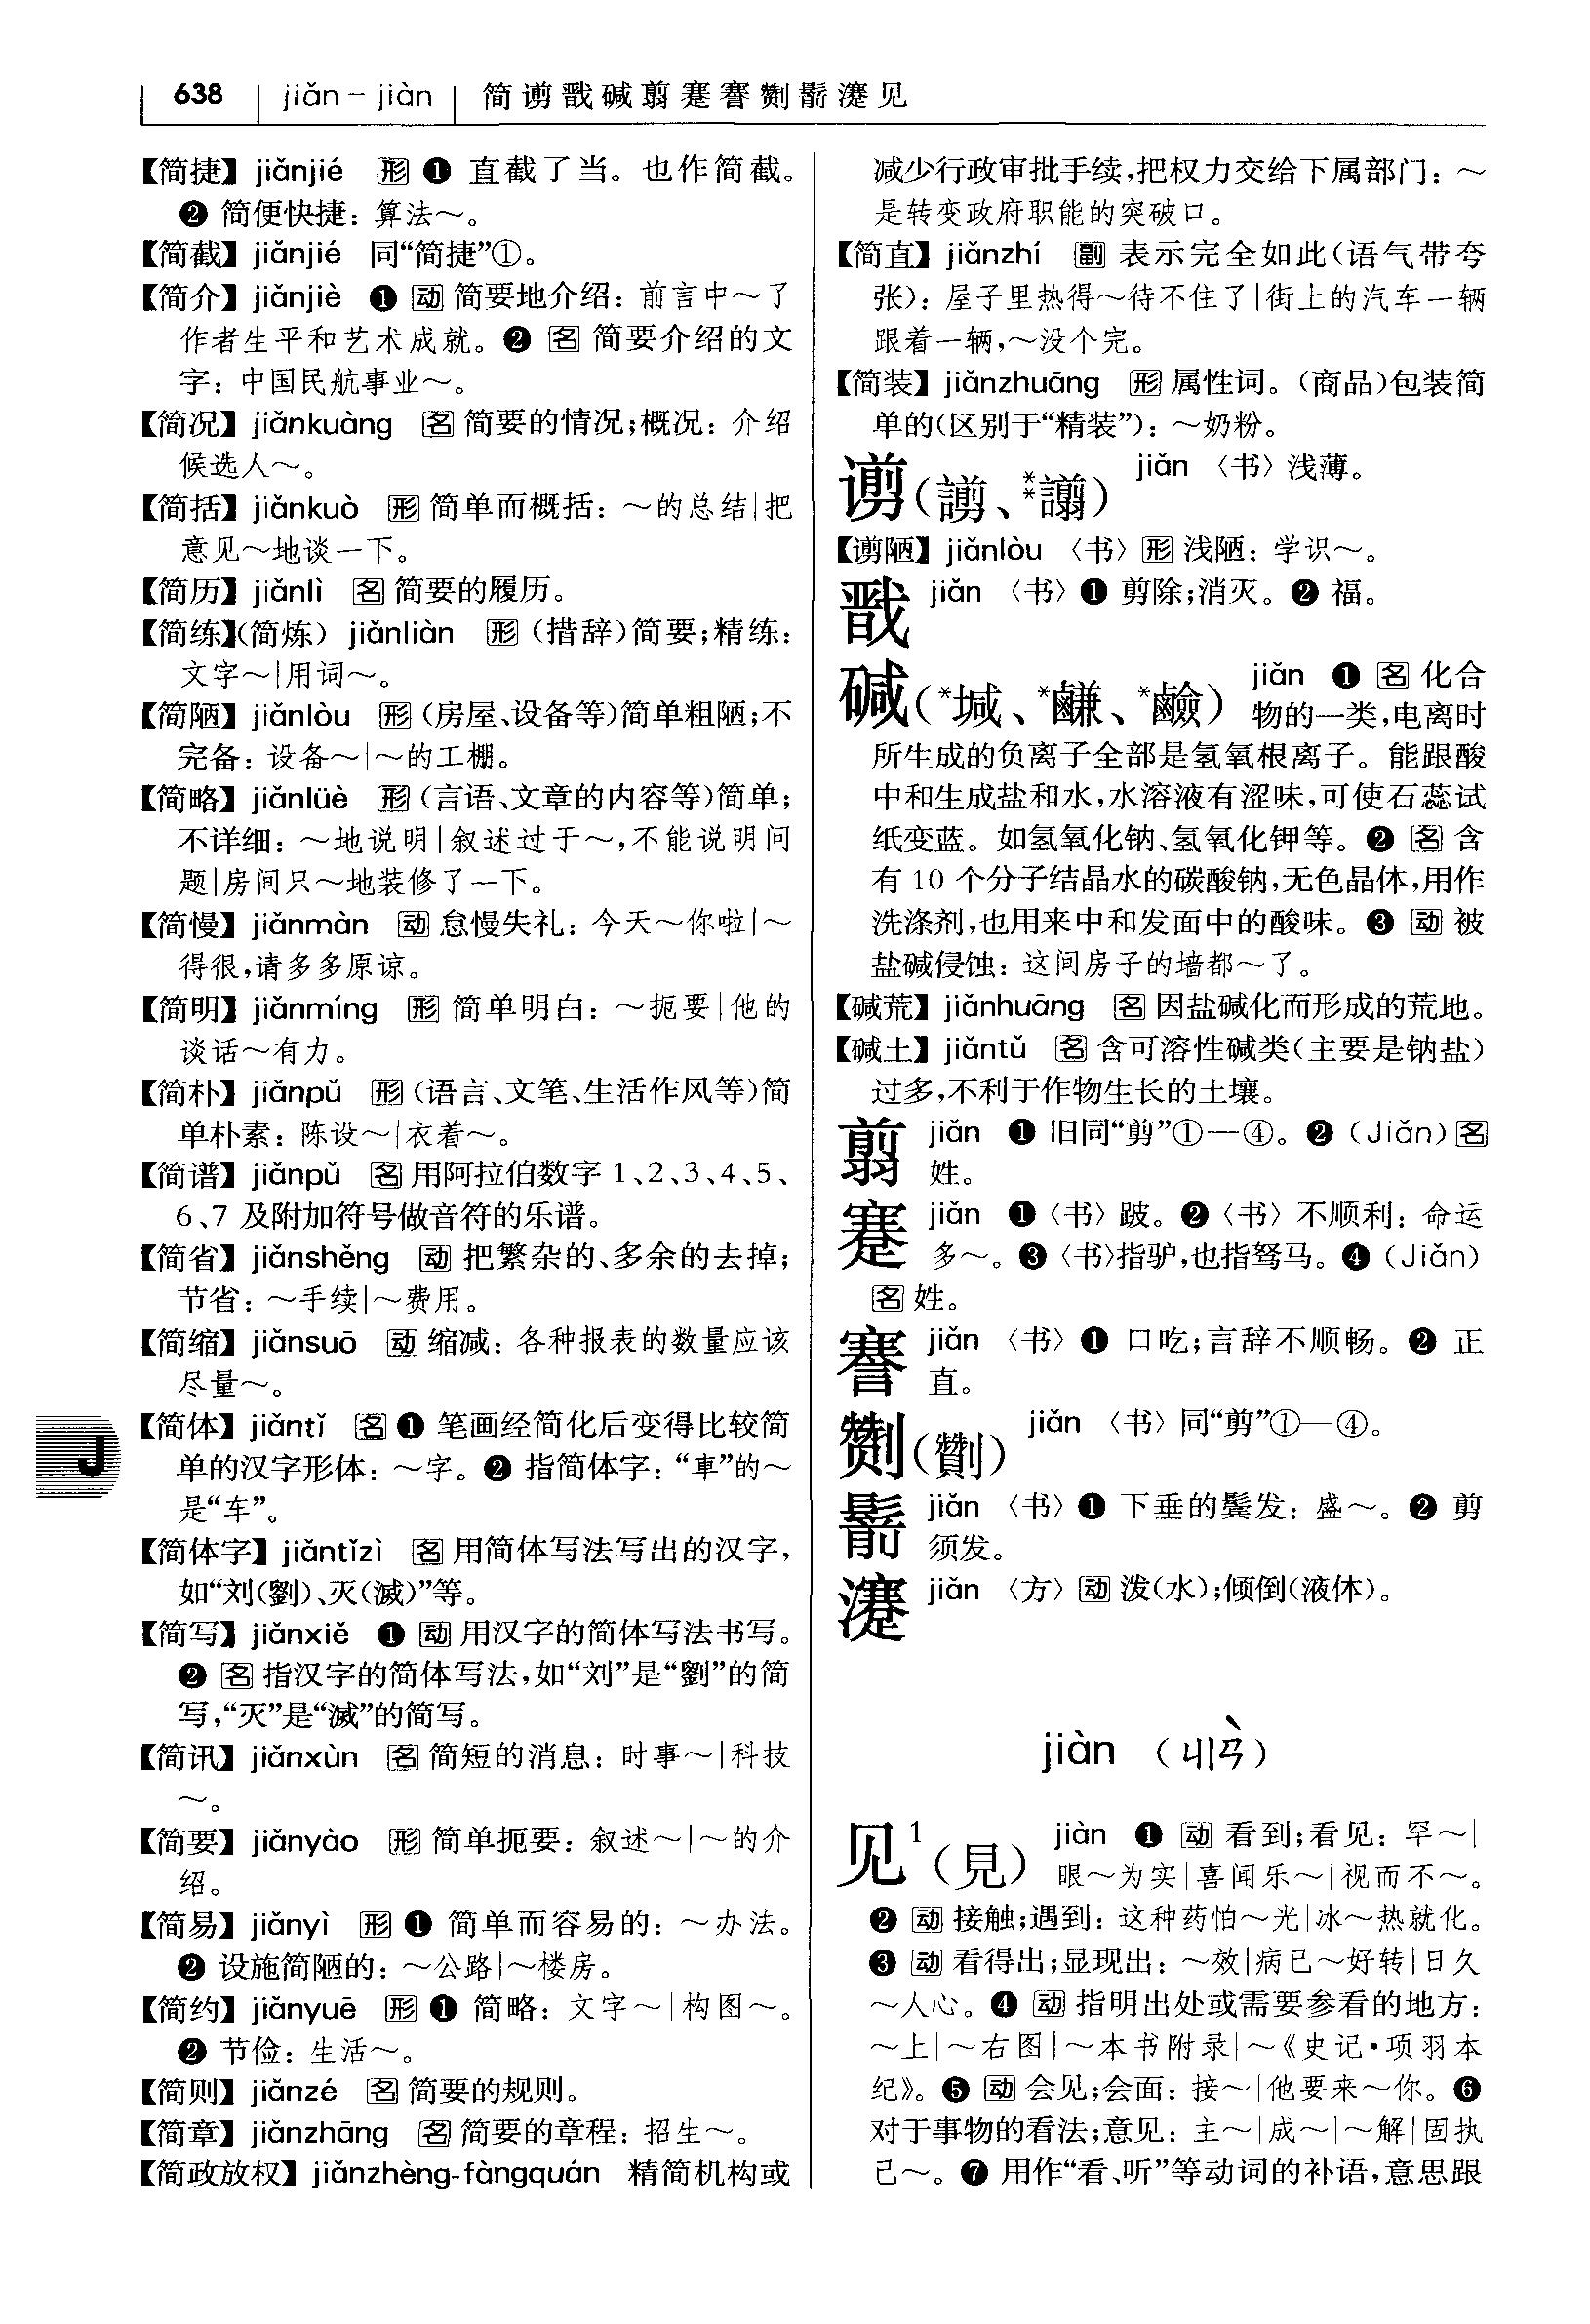 638 jiǎn－jiàn 简谫戬碱翦蹇謇劗鬋㵐见
【简捷】 jiǎnjié 形 ❶ 直截了当。也作简截。
❷ 简便快捷：算法～。
【简截】 jiǎnjié 同“简捷”①。
【简介】 jiǎnjiè ❶ 动 简要地介绍：前言中～了
作者生平和艺术成就。❷ 名 简要介绍的文
字：中国民航事业～。
【简况】 jiǎnkuàng 名 简要的情况；概况：介绍
候选人～。
【简括】 jiǎnkuò 形 简单而概括：～的总结|把
意见～地谈一下。
【简历】 jiǎnlì 名 简要的履历。
【简练】（简炼） jiǎnliàn 形（措辞）简要；精练：
文字～|用词～。
【简陋】 jiǎnlòu 形（房屋、设备等）简单粗陋；不
完备：设备～|～的工棚。
【简略】 jiǎnlüè 形（言语、文章的内容等）简单；
不详细：～地说明|叙述过于～，不能说明问
题|房间只～地装修了一下。
【简慢】 jiǎnmàn 动 怠慢失礼：今天～你啦|～
得很，请多多原谅。
【简明】 jiǎnmíng 形 简单明白：～扼要|他的
谈话～有力。
【简朴】 jiǎnpǔ 形（语言、文笔、生活作风等）简
单朴素：陈设～|衣着～。
【简谱】 jiǎnpǔ 名 用阿拉伯数字 1、2、3、4、5、
6、7 及附加符号做音符的乐谱。
【简省】 jiǎnshěng 动 把繁杂的、多余的去掉；
节省：～手续|～费用。
【简缩】 jiǎnsuō 动 缩减：各种报表的数量应该
尽量～。
【简体】 jiǎntǐ 名 ❶ 笔画经简化后变得比较简
单的汉字形体：～字。❷ 指简体字：“車”的～
是“车”。
【简体字】 jiǎntǐzì 名 用简体写法写出的汉字，
如“刘（劉）、灭（滅）”等。
【简写】 jiǎnxiě ❶ 动 用汉字的简体写法书写。
❷ 名 指汉字的简体写法，如“刘”是“劉”的简
写，“灭”是“滅”的简写。
【简讯】 jiǎnxùn 名 简短的消息：时事～|科技
～。
【简要】 jiǎnyào 形 简单扼要：叙述～|～的介
绍。
【简易】 jiǎnyì 形 ❶ 简单而容易的：～办法。
❷ 设施简陋的：～公路|～楼房。
【简约】 jiǎnyuē 形 ❶ 简略：文字～|构图～。
❷ 节俭：生活～。
【简则】 jiǎnzé 名 简要的规则。
【简章】 jiǎnzhāng 名 简要的章程：招生～。
【简政放权】 jiǎnzhèng-fàngquán 精简机构或
J
减少行政审批手续，把权力交给下属部门：～
是转变政府职能的突破口。
【简直】 jiǎnzhí 副 表示完全如此（语气带夸
张）：屋子里热得～待不住了|街上的汽车一辆
跟着一辆，～没个完。
【简装】 jiǎnzhuāng 形 属性词。（商品）包装简
单的（区别于“精装”）：～奶粉。
谫（謭、**譾） jiǎn 〈书〉浅薄。
【谫陋】 jiǎnlòu 〈书〉形 浅陋：学识～。
戬 jiǎn 〈书〉❶ 剪除；消灭。❷ 福。
碱（*堿、*鹻、*鹼） jiǎn ❶ 名 化合
物的一类，电离时
所生成的负离子全部是氢氧根离子。能跟酸
中和生成盐和水，水溶液有涩味，可使石蕊试
纸变蓝。如氢氧化钠、氢氧化钾等。❷ 名 含
有 10 个分子结晶水的碳酸钠，无色晶体，用作
洗涤剂，也用来中和发面中的酸味。❸ 动 被
盐碱侵蚀：这间房子的墙都～了。
【碱荒】 jiǎnhuāng 名 因盐碱化而形成的荒地。
【碱土】 jiǎntǔ 名 含可溶性碱类（主要是钠盐）
过多，不利于作物生长的土壤。
翦 jiǎn ❶ 旧同“剪”①—④。❷（Jiǎn）名
姓。
蹇 jiǎn ❶〈书〉跛。❷〈书〉不顺利：命运
多～。❸〈书〉指驴，也指驽马。❹（Jiǎn）
名 姓。
謇 jiǎn 〈书〉❶ 口吃；言辞不顺畅。❷ 正
直。
劗（劗） jiǎn 〈书〉同“剪”①—④。
鬋 jiǎn 〈书〉❶ 下垂的鬓发：盛～。❷ 剪
须发。
㵐 jiǎn 〈方〉动 泼（水）；倾倒（液体）。
jiàn （ㄐㄧㄢˋ）
见¹（見） jiàn ❶ 动 看到；看见：罕～|
眼～为实|喜闻乐～|视而不～。
❷ 动 接触；遇到：这种药怕～光|冰～热就化。
❸ 动 看得出；显现出：～效|病已～好转|日久
～人心。❹ 动 指明出处或需要参看的地方：
～上|～右图|～本书附录|～《史记·项羽本
纪》。❺ 动 会见；会面：接～|他要来～你。❻
对于事物的看法；意见：主～|成～|～解|固执
己～。❼ 用作“看、听”等动词的补语，意思跟